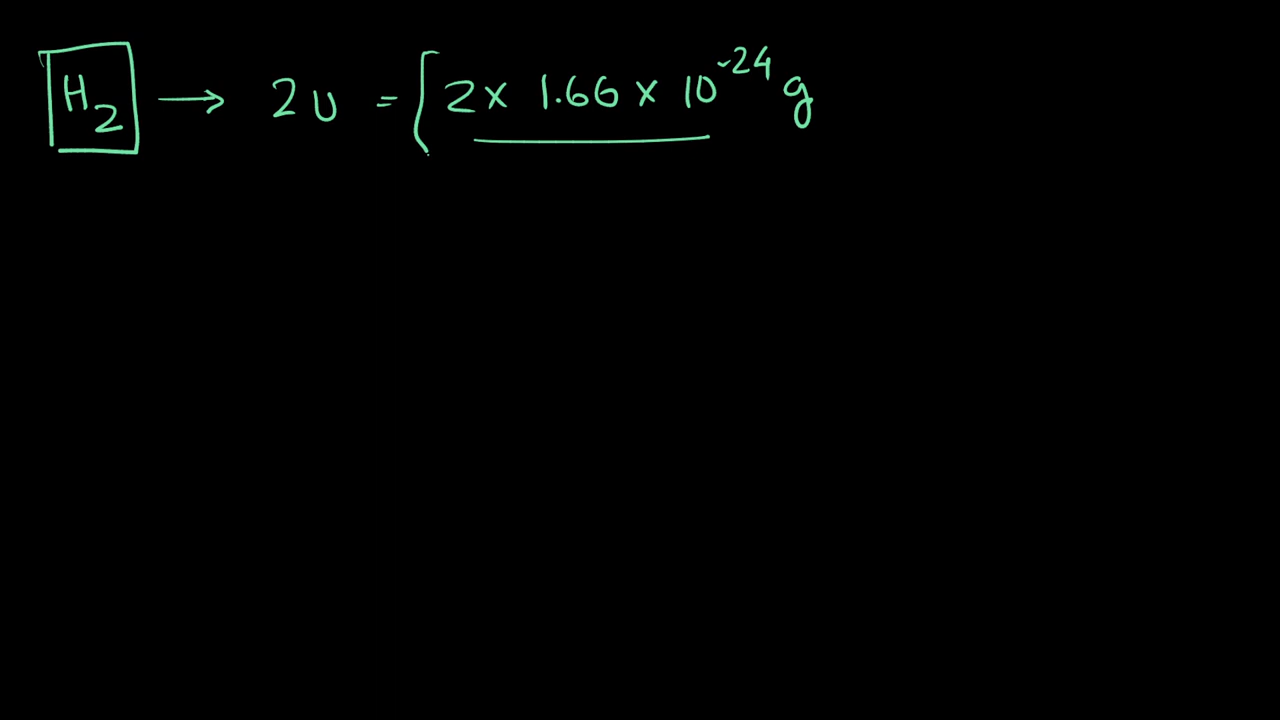 H₂ → 2u = [2 × 1.66 × 10⁻²⁴ g